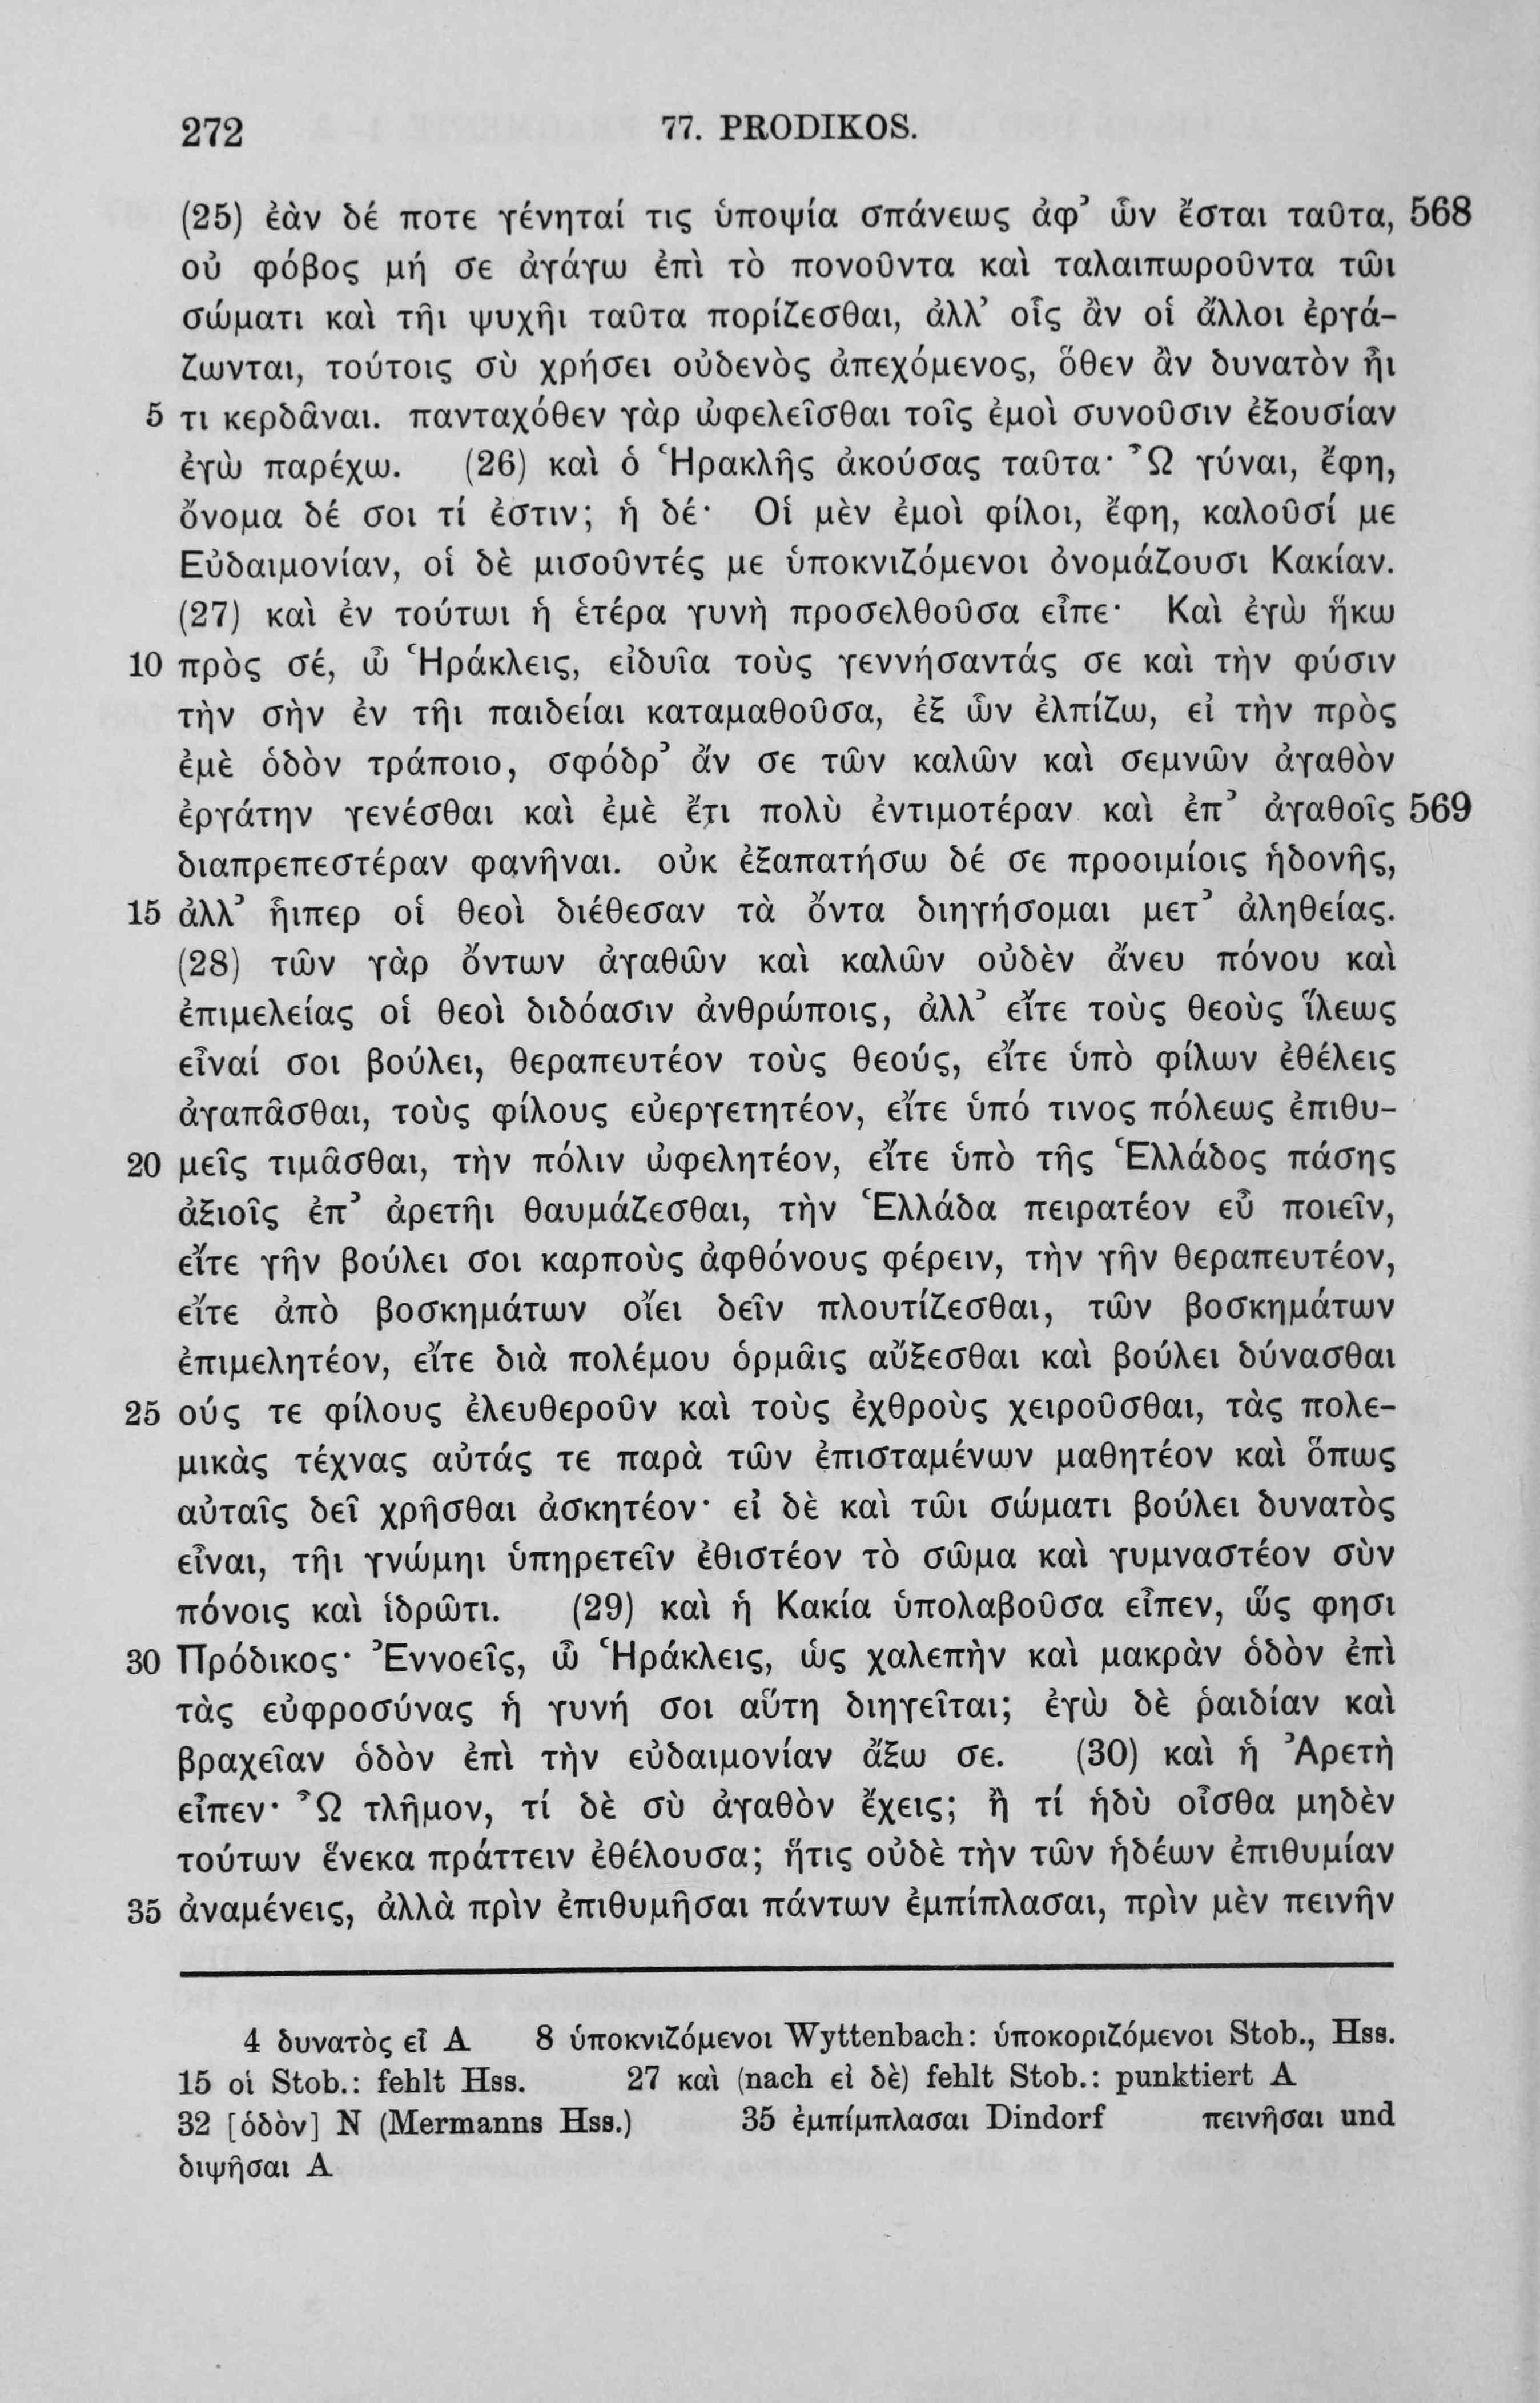 272 77. PRODIKOS.
(25) ἐὰν δέ ποτε γένηταί τις ὑποψία σπάνεως ἀφ᾽ ὧν ἔσται ταῦτα, 568
οὐ φόβος μή σε ἀγάγω ἐπὶ τὸ πονοῦντα καὶ ταλαιπωροῦντα τῶι
σώματι καὶ τῆι ψυχῆι ταῦτα πορίζεσθαι, ἀλλ᾽ οἷς ἂν οἱ ἄλλοι ἐργά-
ζωνται, τούτοις σὺ χρήσει οὐδενὸς ἀπεχόμενος, ὅθεν ἂν δυνατὸν ἦι
5 τι κερδᾶναι. πανταχόθεν γὰρ ὠφελεῖσθαι τοῖς ἐμοὶ συνοῦσιν ἐξουσίαν
ἐγὼ παρέχω. (26) καὶ ὁ Ἡρακλῆς ἀκούσας ταῦτα· Ὦ γύναι, ἔφη,
ὄνομα δέ σοι τί ἐστιν; ἡ δέ· Οἱ μὲν ἐμοὶ φίλοι, ἔφη, καλοῦσί με
Εὐδαιμονίαν, οἱ δὲ μισοῦντές με ὑποκνιζόμενοι ὀνομάζουσι Κακίαν.
(27) καὶ ἐν τούτωι ἡ ἑτέρα γυνὴ προσελθοῦσα εἶπε· Καὶ ἐγὼ ἥκω
10 πρὸς σέ, ὦ Ἡράκλεις, εἰδυῖα τοὺς γεννήσαντάς σε καὶ τὴν φύσιν
τὴν σὴν ἐν τῆι παιδείαι καταμαθοῦσα, ἐξ ὧν ἐλπίζω, εἰ τὴν πρὸς
ἐμὲ ὁδὸν τράποιο, σφόδρ᾽ ἄν σε τῶν καλῶν καὶ σεμνῶν ἀγαθὸν
ἐργάτην γενέσθαι καὶ ἐμὲ ἔτι πολὺ ἐντιμοτέραν καὶ ἐπ᾽ ἀγαθοῖς 569
διαπρεπεστέραν φανῆναι. οὐκ ἐξαπατήσω δέ σε προοιμίοις ἡδονῆς,
15 ἀλλ᾽ ἧιπερ οἱ θεοὶ διέθεσαν τὰ ὄντα διηγήσομαι μετ᾽ ἀληθείας.
(28) τῶν γὰρ ὄντων ἀγαθῶν καὶ καλῶν οὐδὲν ἄνευ πόνου καὶ
ἐπιμελείας οἱ θεοὶ διδόασιν ἀνθρώποις, ἀλλ᾽ εἴτε τοὺς θεοὺς ἵλεως
εἶναί σοι βούλει, θεραπευτέον τοὺς θεούς, εἴτε ὑπὸ φίλων ἐθέλεις
ἀγαπᾶσθαι, τοὺς φίλους εὐεργετητέον, εἴτε ὑπό τινος πόλεως ἐπιθυ-
20 μεῖς τιμᾶσθαι, τὴν πόλιν ὠφελητέον, εἴτε ὑπὸ τῆς Ἑλλάδος πάσης
ἀξιοῖς ἐπ᾽ ἀρετῆι θαυμάζεσθαι, τὴν Ἑλλάδα πειρατέον εὖ ποιεῖν,
εἴτε γῆν βούλει σοι καρποὺς ἀφθόνους φέρειν, τὴν γῆν θεραπευτέον,
εἴτε ἀπὸ βοσκημάτων οἴει δεῖν πλουτίζεσθαι, τῶν βοσκημάτων
ἐπιμελητέον, εἴτε διὰ πολέμου ὁρμᾶις αὔξεσθαι καὶ βούλει δύνασθαι
25 ούς τε φίλους ἐλευθεροῦν καὶ τοὺς ἐχθροὺς χειροῦσθαι, τὰς πολε-
μικὰς τέχνας αὐτάς τε παρὰ τῶν ἐπισταμένων μαθητέον καὶ ὅπως
αὐταῖς δεῖ χρῆσθαι ἀσκητέον· εἰ δὲ καὶ τῶι σώματι βούλει δυνατὸς
εἶναι, τῆι γνώμηι ὑπηρετεῖν ἐθιστέον τὸ σῶμα καὶ γυμναστέον σὺν
πόνοις καὶ ἱδρῶτι. (29) καὶ ἡ Κακία ὑπολαβοῦσα εἶπεν, ὥς φησι
30 Πρόδικος· Ἐννοεῖς, ὦ Ἡράκλεις, ὡς χαλεπὴν καὶ μακρὰν ὁδὸν ἐπὶ
τὰς εὐφροσύνας ἡ γυνή σοι αὕτη διηγεῖται; ἐγὼ δὲ ῥαιδίαν καὶ
βραχεῖαν ὁδὸν ἐπὶ τὴν εὐδαιμονίαν ἄξω σε. (30) καὶ ἡ Ἀρετὴ
εἶπεν· Ὦ τλῆμον, τί δὲ σὺ ἀγαθὸν ἔχεις; ἢ τί ἡδὺ οἶσθα μηδὲν
τούτων ἕνεκα πράττειν ἐθέλουσα; ἥτις οὐδὲ τὴν τῶν ἡδέων ἐπιθυμίαν
35 ἀναμένεις, ἀλλὰ πρὶν ἐπιθυμῆσαι πάντων ἐμπίπλασαι, πρὶν μὲν πεινῆν
4 δυνατὸς εἶ A 8 ὑποκνιζόμενοι Wyttenbach: ὑποκοριζόμενοι Stob., Hss.
15 οἱ Stob.: fehlt Hss. 27 καὶ (nach εἰ δὲ) fehlt Stob.: punktiert A
32 [ὁδὸν] N (Mermanns Hss.) 35 ἐμπίμπλασαι Dindorf πεινῆσαι und
διψῆσαι A